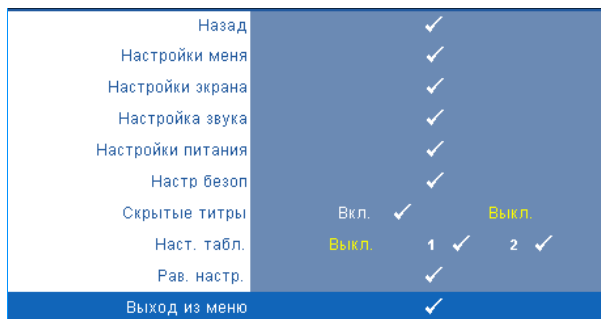 Назад ✓
Настройки меня ✓
Настройки экрана ✓
Настройка звука ✓
Настройки питания ✓
Настр безоп ✓
Скрытые титры Вкл. ✓ Выкл.
Наст. табл. Выкл. 1 ✓ 2 ✓
Рав. настр. ✓
Выход из меню ✓